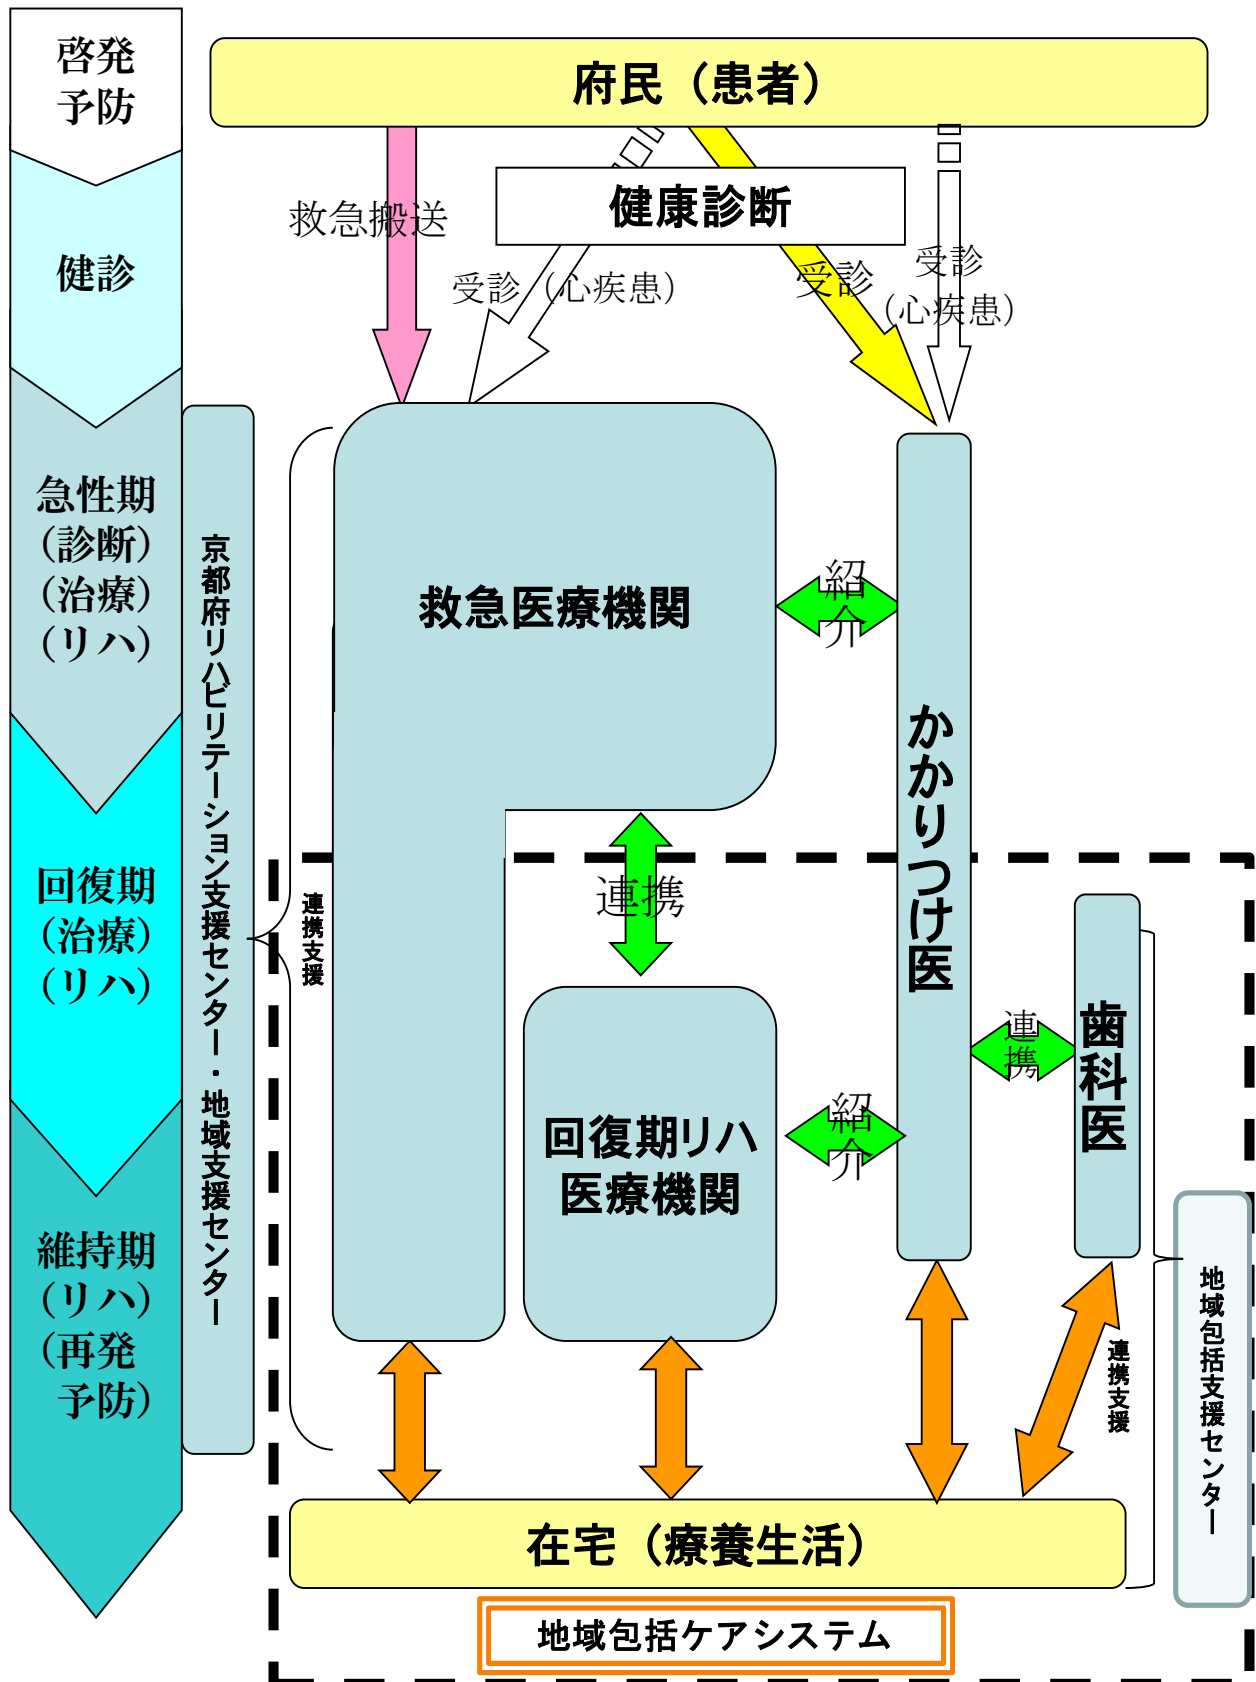 啓発
予防
健診
急性期
（診断）
（治療）
（リハ）
回復期
（治療）
（リハ）
維持期
（リハ）
（再発
予防）
京都府リハビリテーション支援センター・地域支援センター
府民（患者）
健康診断
救急搬送
受診（心疾患）
受診
受診
（心疾患）
救急医療機関
紹介
かかりつけ医
連携支援
連携
回復期リハ
医療機関
紹介
連携
歯科医
地域包括支援センター
連携支援
在宅（療養生活）
地域包括ケアシステム